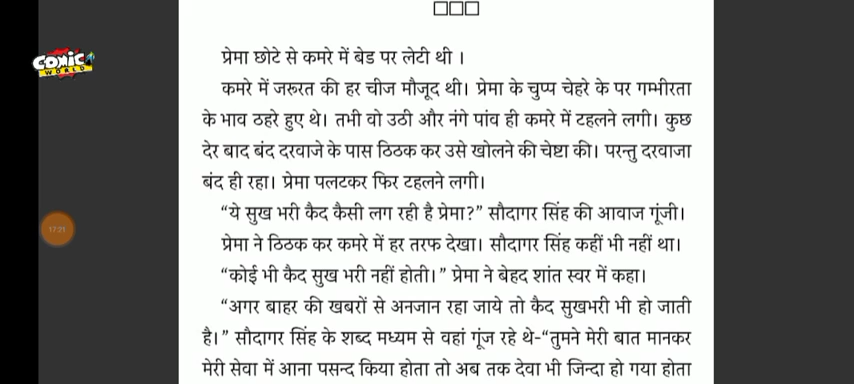 □□□
COMIC
WORLD
प्रेमा छोटे से कमरे में बेड पर लेटी थी ।
कमरे में जरूरत की हर चीज मौजूद थी। प्रेमा के चुप्प चेहरे के पर गम्भीरता
के भाव ठहरे हुए थे। तभी वो उठी और नंगे पांव ही कमरे में टहलने लगी। कुछ
देर बाद बंद दरवाजे के पास ठिठक कर उसे खोलने की चेष्टा की। परन्तु दरवाजा
बंद ही रहा। प्रेमा पलटकर फिर टहलने लगी।
17:21
“ये सुख भरी कैद कैसी लग रही है प्रेमा?” सौदागर सिंह की आवाज गूंजी।
प्रेमा ने ठिठक कर कमरे में हर तरफ देखा। सौदागर सिंह कहीं भी नहीं था।
“कोई भी कैद सुख भरी नहीं होती।” प्रेमा ने बेहद शांत स्वर में कहा।
“अगर बाहर की खबरों से अनजान रहा जाये तो कैद सुखभरी भी हो जाती
है।” सौदागर सिंह के शब्द मध्यम से वहां गूंज रहे थे-“तुमने मेरी बात मानकर
मेरी सेवा में आना पसन्द किया होता तो अब तक देवा भी जिन्दा हो गया होता